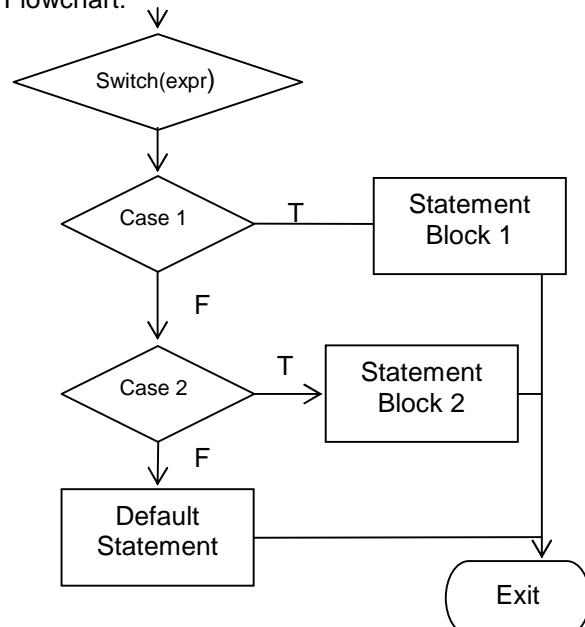 Flowchart:
Switch(expr)
Case 1
T
Statement
Block 1
F
Case 2
T
Statement
Block 2
F
Default
Statement
Exit